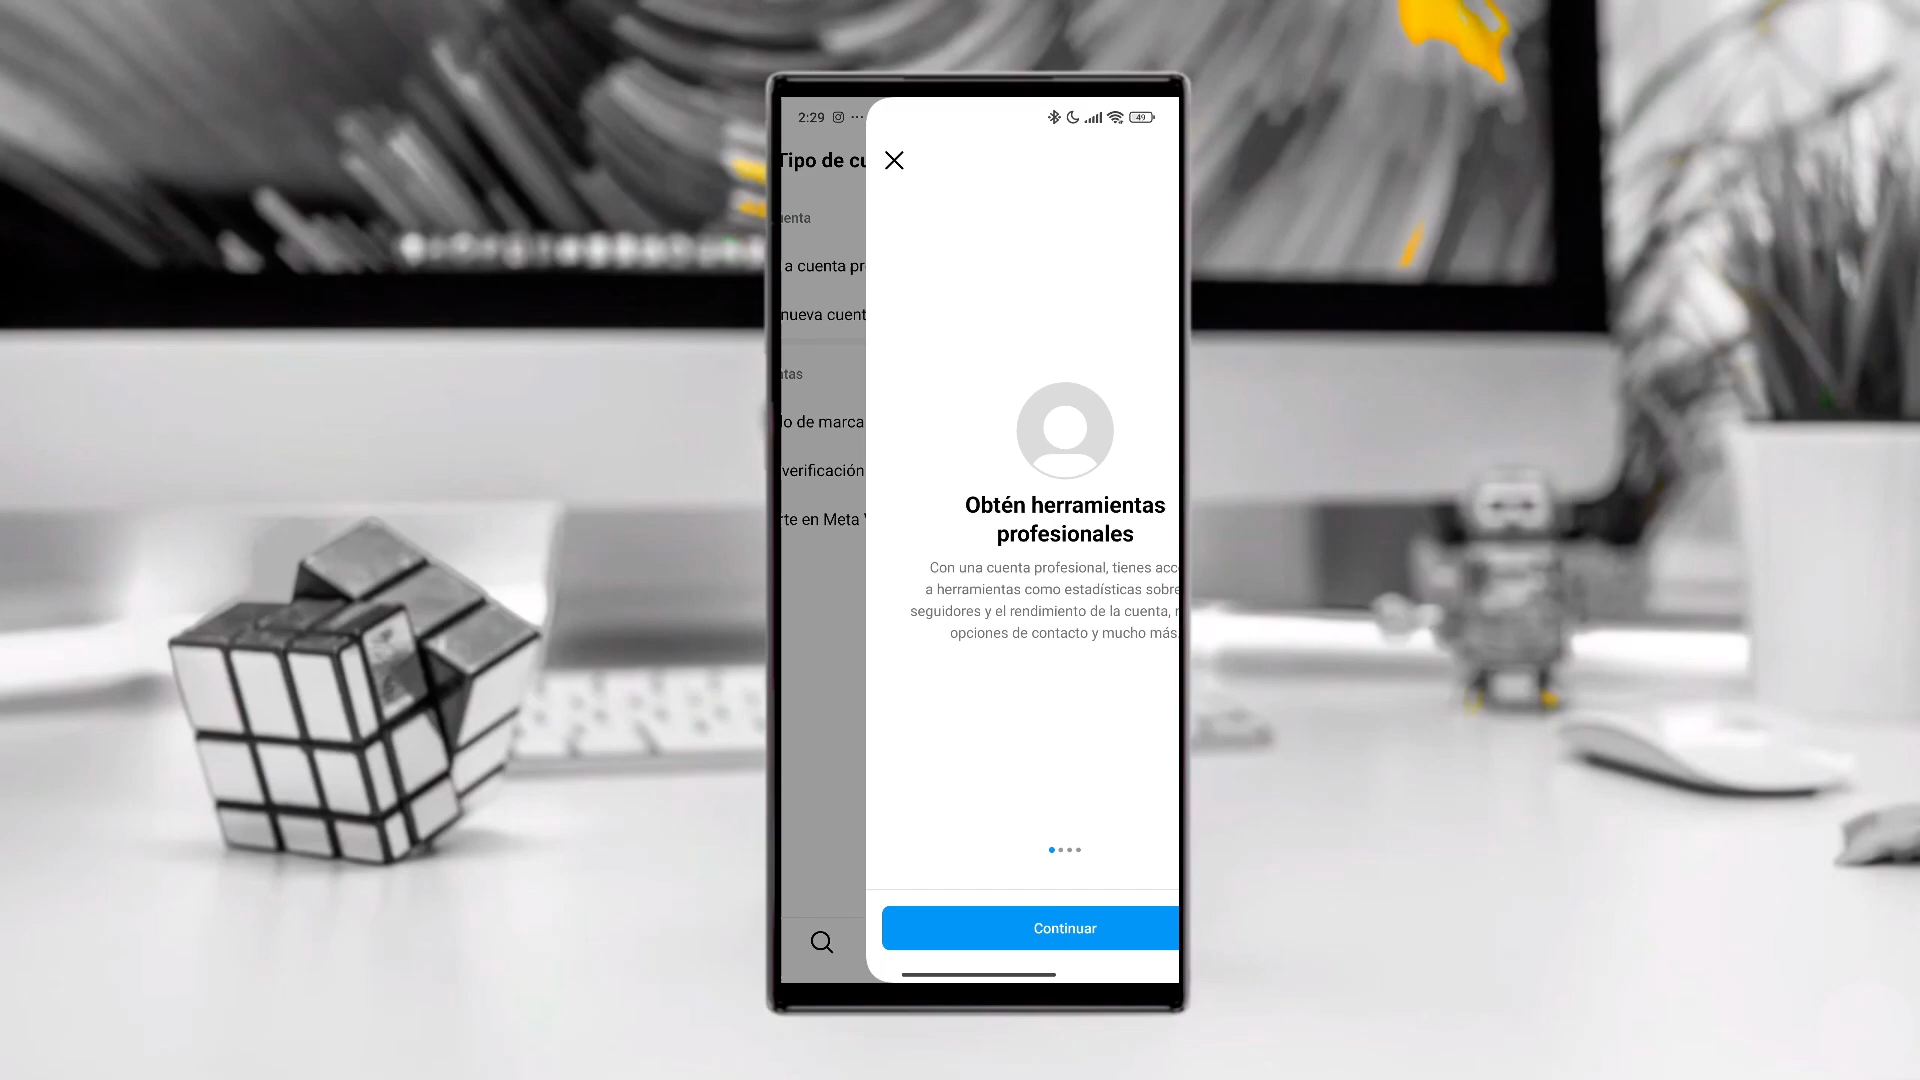 2:29
49
Tipo de cu
enta
a cuenta pr
nueva cuent
tas
o de marca
verificación
rte en Meta V
Obtén herramientas
profesionales
Con una cuenta profesional, tienes acc
a herramientas como estadísticas sobre
seguidores y el rendimiento de la cuenta,
opciones de contacto y mucho más.
Continuar